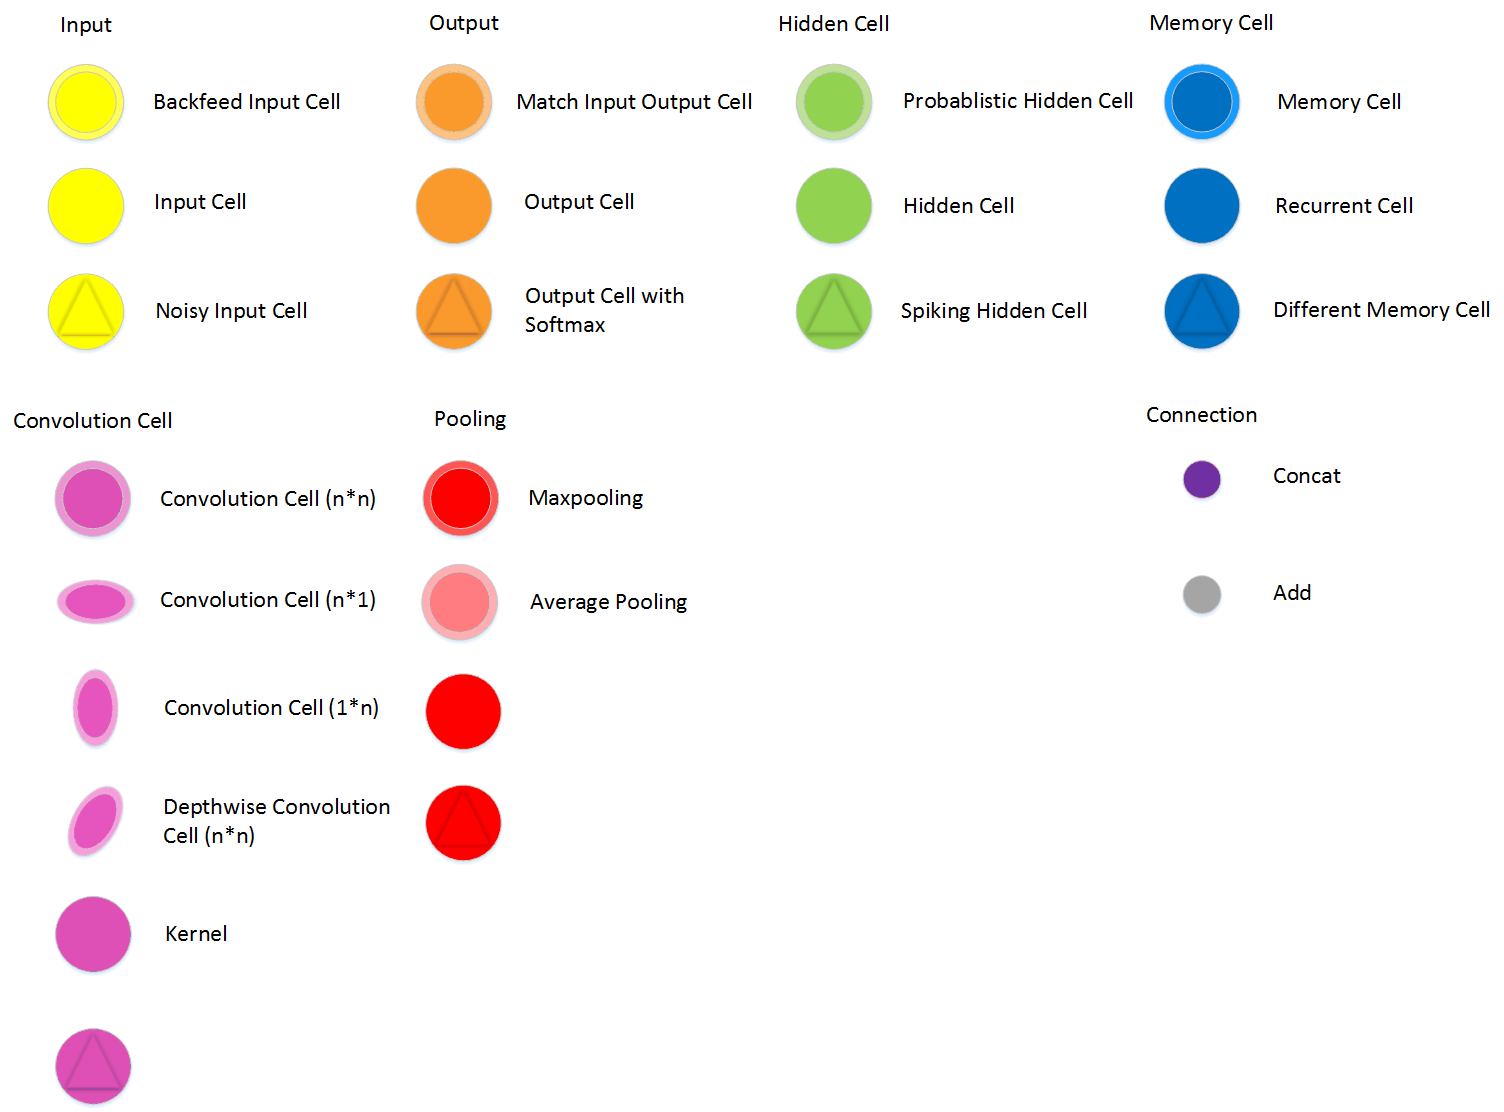 Input
Output
Hidden Cell
Memory Cell
Backfeed Input Cell
Match Input Output Cell
Probablistic Hidden Cell
Memory Cell
Input Cell
Output Cell
Hidden Cell
Recurrent Cell
Noisy Input Cell
Output Cell with
Softmax
Spiking Hidden Cell
Different Memory Cell
Convolution Cell
Pooling
Connection
Convolution Cell (n*n)
Maxpooling
Concat
Convolution Cell (n*1)
Average Pooling
Add
Convolution Cell (1*n)
Depthwise Convolution
Cell (n*n)
Kernel